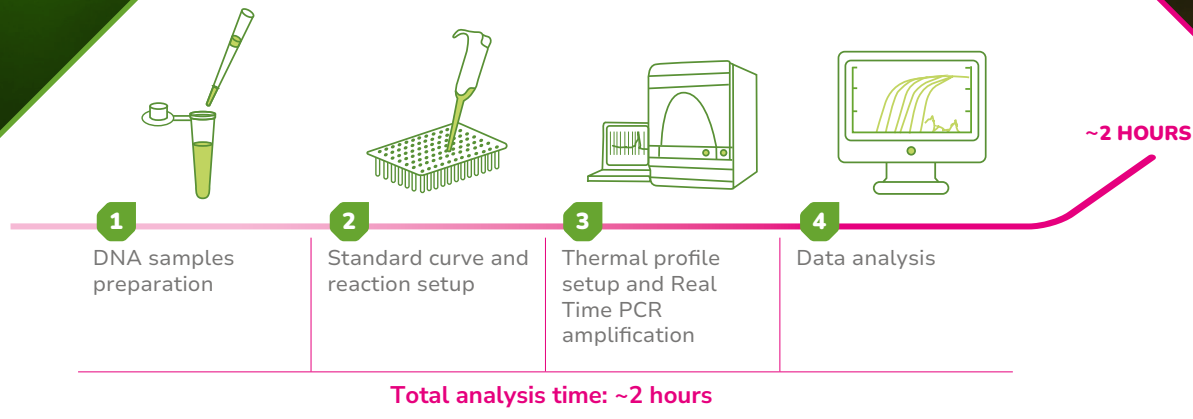 ~2 HOURS
1
DNA samples
preparation
2
Standard curve and
reaction setup
3
Thermal profile
setup and Real
Time PCR
amplification
4
Data analysis
Total analysis time: ~2 hours